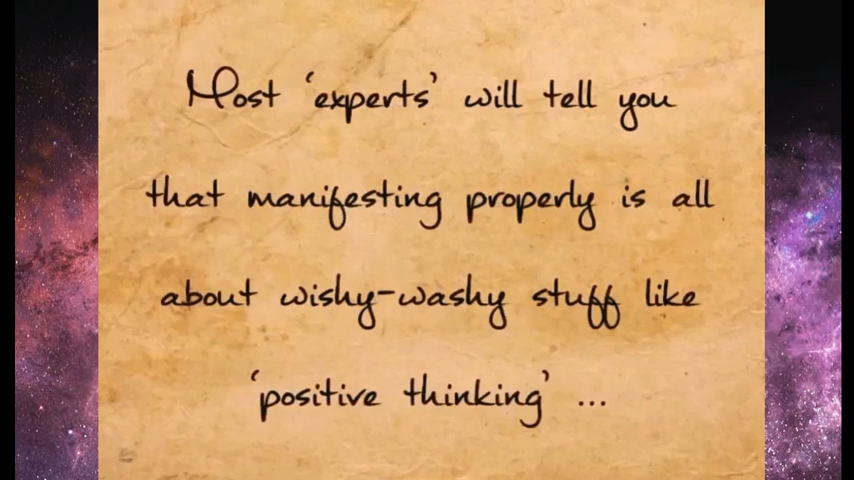 Most ‘experts’ will tell you
that manifesting properly is all
about wishy-washy stuff like
‘positive thinking’ ...